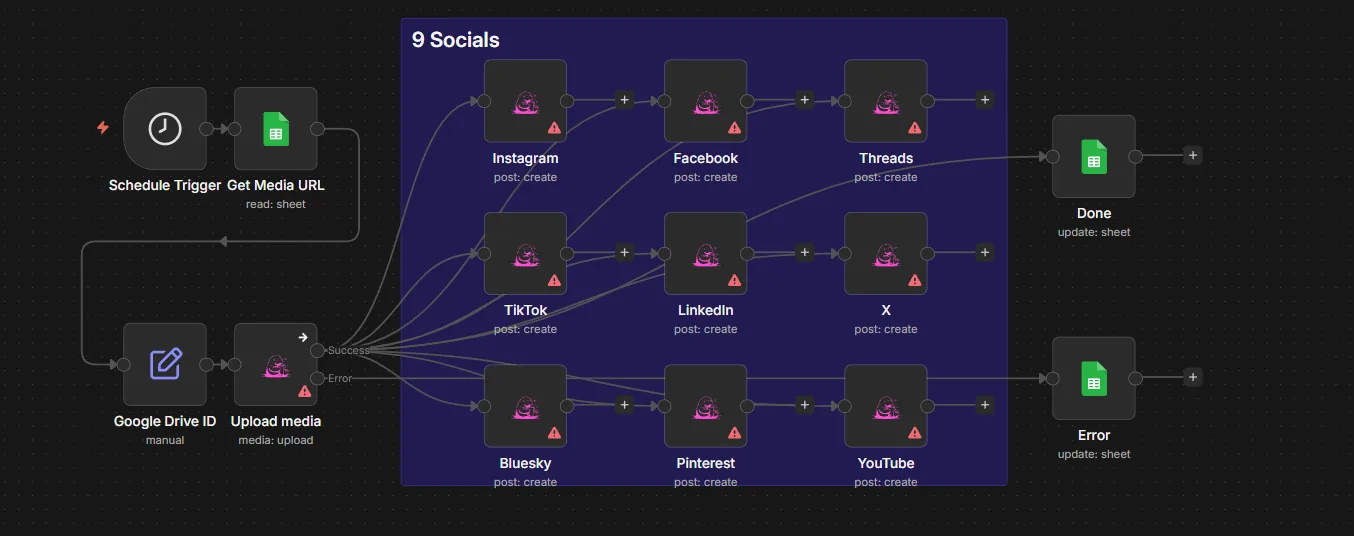 9 Socials
Instagram
post: create
Facebook
post: create
Threads
post: create
Schedule Trigger
Get Media URL
read: sheet
Done
update: sheet
TikTok
post: create
LinkedIn
post: create
X
post: create
Success
Error
Google Drive ID
manual
Upload media
media: upload
Bluesky
post: create
Pinterest
post: create
YouTube
post: create
Error
update: sheet